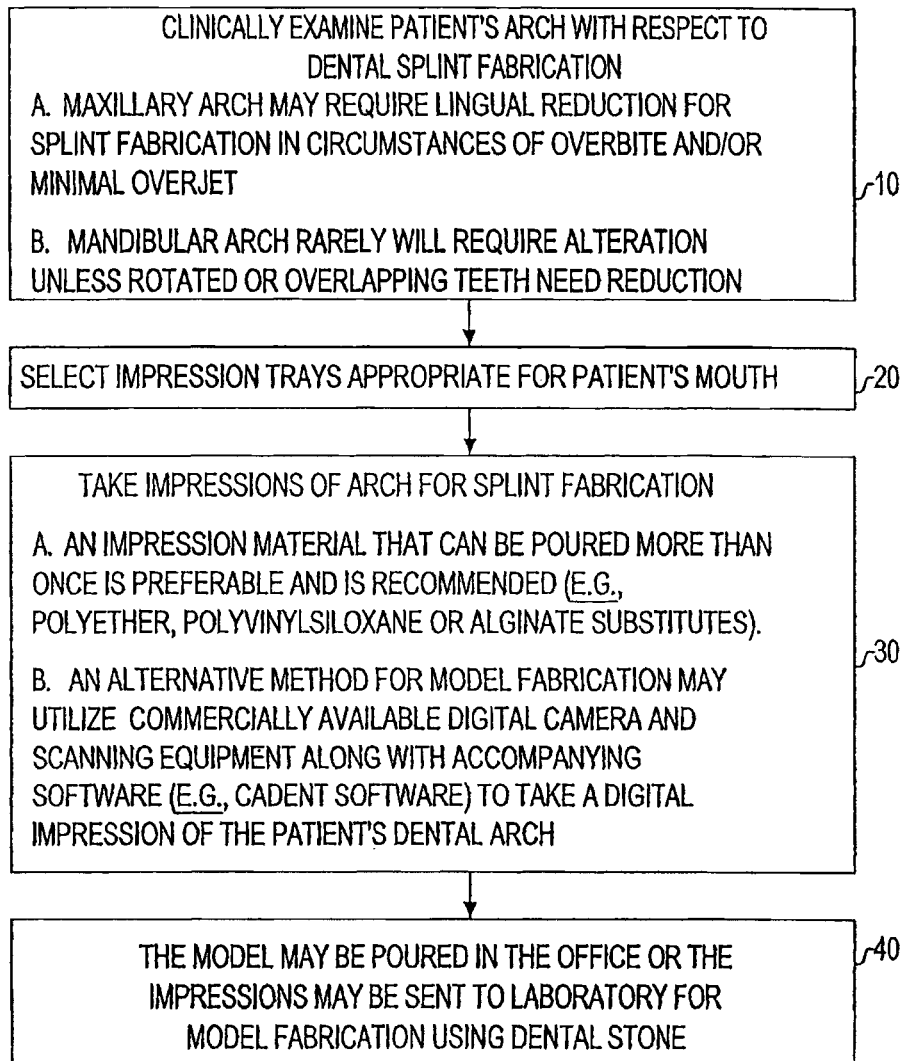 CLINICALLY EXAMINE PATIENT'S ARCH WITH RESPECT TO
DENTAL SPLINT FABRICATION
A. MAXILLARY ARCH MAY REQUIRE LINGUAL REDUCTION FOR
SPLINT FABRICATION IN CIRCUMSTANCES OF OVERBITE AND/OR
MINIMAL OVERJET
10
B. MANDIBULAR ARCH RARELY WILL REQUIRE ALTERATION
UNLESS ROTATED OR OVERLAPPING TEETH NEED REDUCTION
SELECT IMPRESSION TRAYS APPROPRIATE FOR PATIENT'S MOUTH
20
TAKE IMPRESSIONS OF ARCH FOR SPLINT FABRICATION
A. AN IMPRESSION MATERIAL THAT CAN BE POURED MORE THAN
ONCE IS PREFERABLE AND IS RECOMMENDED (E.G.,
POLYETHER, POLYVINYLSILOXANE OR ALGINATE SUBSTITUTES).
30
B. AN ALTERNATIVE METHOD FOR MODEL FABRICATION MAY
UTILIZE COMMERCIALLY AVAILABLE DIGITAL CAMERA AND
SCANNING EQUIPMENT ALONG WITH ACCOMPANYING
SOFTWARE (E.G., CADENT SOFTWARE) TO TAKE A DIGITAL
IMPRESSION OF THE PATIENT'S DENTAL ARCH
40
THE MODEL MAY BE POURED IN THE OFFICE OR THE
IMPRESSIONS MAY BE SENT TO LABORATORY FOR
MODEL FABRICATION USING DENTAL STONE